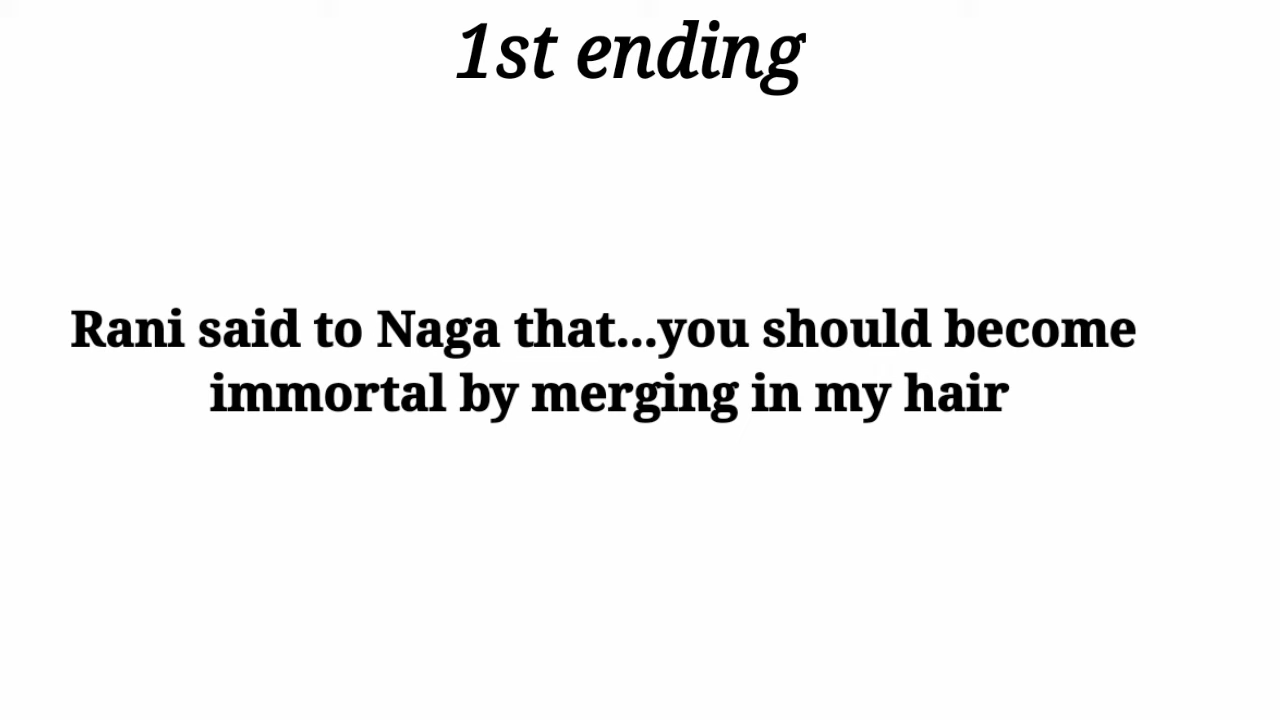 1st ending
Rani said to Naga that...you should become
immortal by merging in my hair